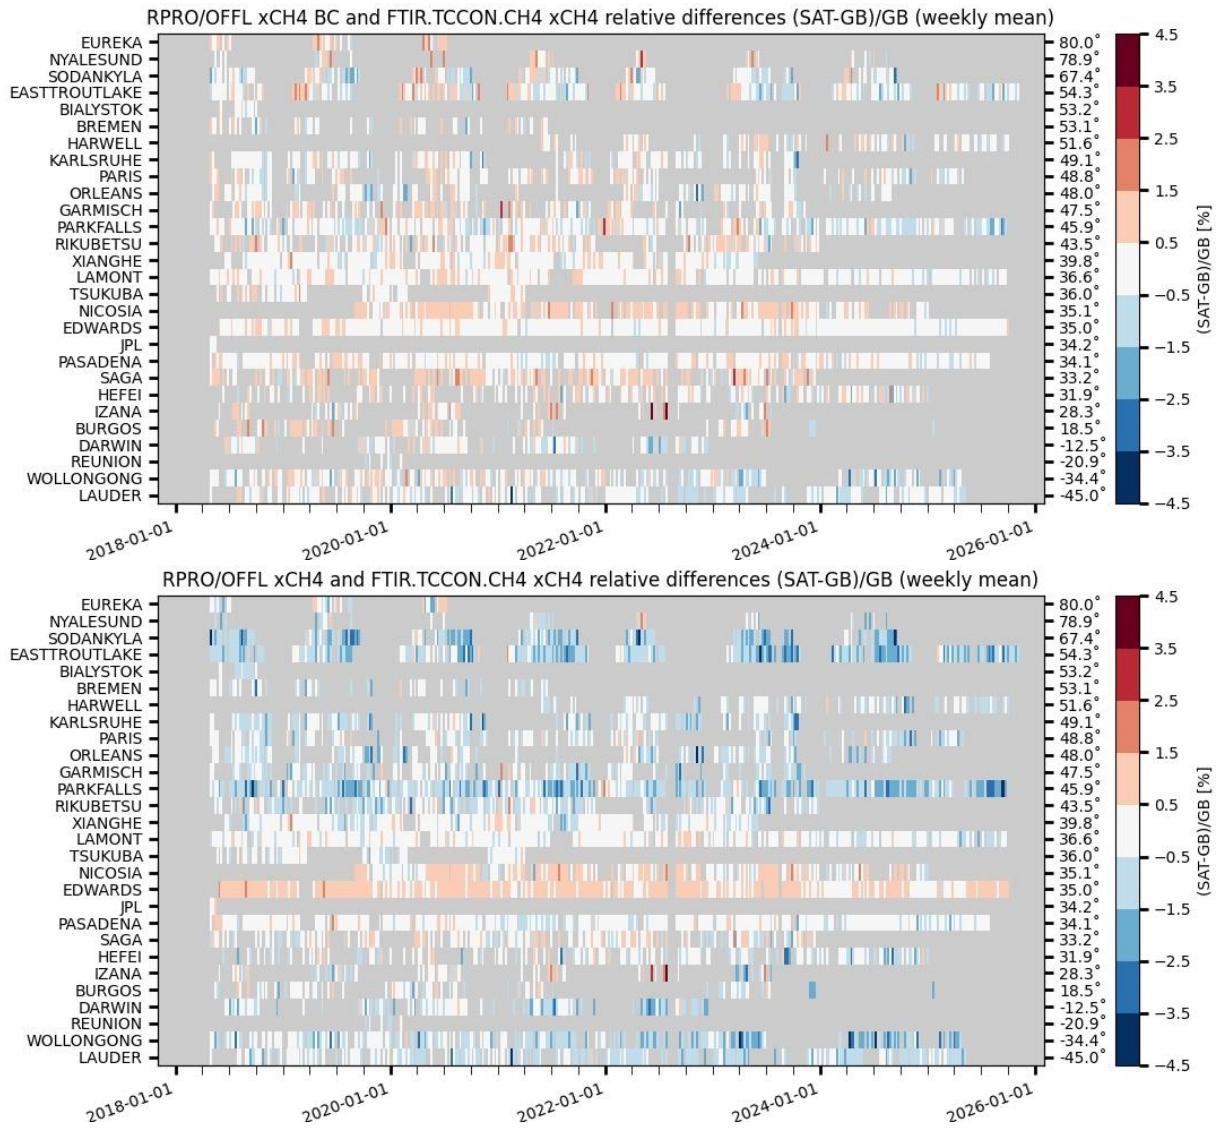 RPRO/OFFL xCH4 BC and FTIR.TCCON.CH4 xCH4 relative differences (SAT-GB)/GB (weekly mean)
EUREKA 80.0°
NYALESUND 78.9°
SODANKYLA 67.4°
EASTTROUTLAKE 54.3°
BIALYSTOK 53.2°
BREMEN 53.1°
HARWELL 51.6°
KARLSRUHE 49.1°
PARIS 48.8°
ORLEANS 48.0°
GARMISCH 47.5°
PARKFALLS 45.9°
RIKUBETSU 43.5°
XIANGHE 39.8°
LAMONT 36.6°
TSUKUBA 36.0°
NICOSIA 35.1°
EDWARDS 35.0°
JPL 34.2°
PASADENA 34.1°
SAGA 33.2°
HEFEI 31.9°
IZANA 28.3°
BURGOS 18.5°
DARWIN -12.5°
REUNION -20.9°
WOLLONGONG -34.4°
LAUDER -45.0°
2018-01-01 2020-01-01 2022-01-01 2024-01-01 2026-01-01
4.5
3.5
2.5
1.5
0.5
−0.5
−1.5
−2.5
−3.5
−4.5
(SAT-GB)/GB [%]
RPRO/OFFL xCH4 and FTIR.TCCON.CH4 xCH4 relative differences (SAT-GB)/GB (weekly mean)
EUREKA 80.0°
NYALESUND 78.9°
SODANKYLA 67.4°
EASTTROUTLAKE 54.3°
BIALYSTOK 53.2°
BREMEN 53.1°
HARWELL 51.6°
KARLSRUHE 49.1°
PARIS 48.8°
ORLEANS 48.0°
GARMISCH 47.5°
PARKFALLS 45.9°
RIKUBETSU 43.5°
XIANGHE 39.8°
LAMONT 36.6°
TSUKUBA 36.0°
NICOSIA 35.1°
EDWARDS 35.0°
JPL 34.2°
PASADENA 34.1°
SAGA 33.2°
HEFEI 31.9°
IZANA 28.3°
BURGOS 18.5°
DARWIN -12.5°
REUNION -20.9°
WOLLONGONG -34.4°
LAUDER -45.0°
2018-01-01 2020-01-01 2022-01-01 2024-01-01 2026-01-01
4.5
3.5
2.5
1.5
0.5
−0.5
−1.5
−2.5
−3.5
−4.5
(SAT-GB)/GB [%]